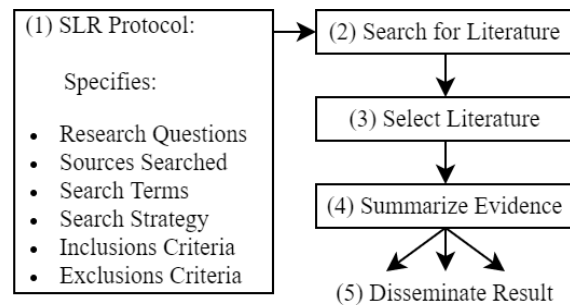 (1) SLR Protocol:
Specifies:
• Research Questions
• Sources Searched
• Search Terms
• Search Strategy
• Inclusions Criteria
• Exclusions Criteria
(2) Search for Literature
(3) Select Literature
(4) Summarize Evidence
(5) Disseminate Result